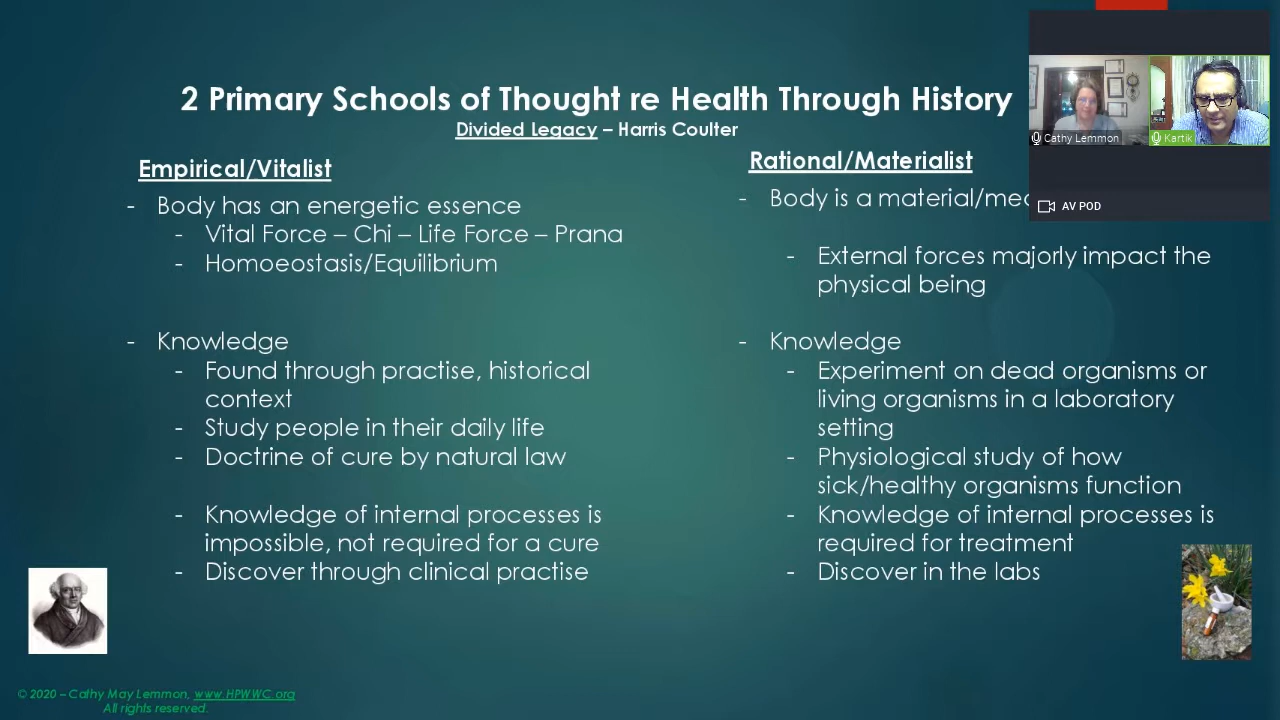 2 Primary Schools of Thought re Health Through History
Divided Legacy – Harris Coulter
Empirical/Vitalist
- Body has an energetic essence
- Vital Force – Chi – Life Force – Prana
- Homoeostasis/Equilibrium
- Knowledge
- Found through practise, historical
context
- Study people in their daily life
- Doctrine of cure by natural law
- Knowledge of internal processes is
impossible, not required for a cure
- Discover through clinical practise
Rational/Materialist
- Body is a material/
- External forces majorly impact the
physical being
- Knowledge
- Experiment on dead organisms or
living organisms in a laboratory
setting
- Physiological study of how
sick/healthy organisms function
- Knowledge of internal processes is
required for treatment
- Discover in the labs
Cathy Lemmon
Kartik
AV POD
© 2020 – Cathy May Lemmon, www.HPWWC.org
All rights reserved.